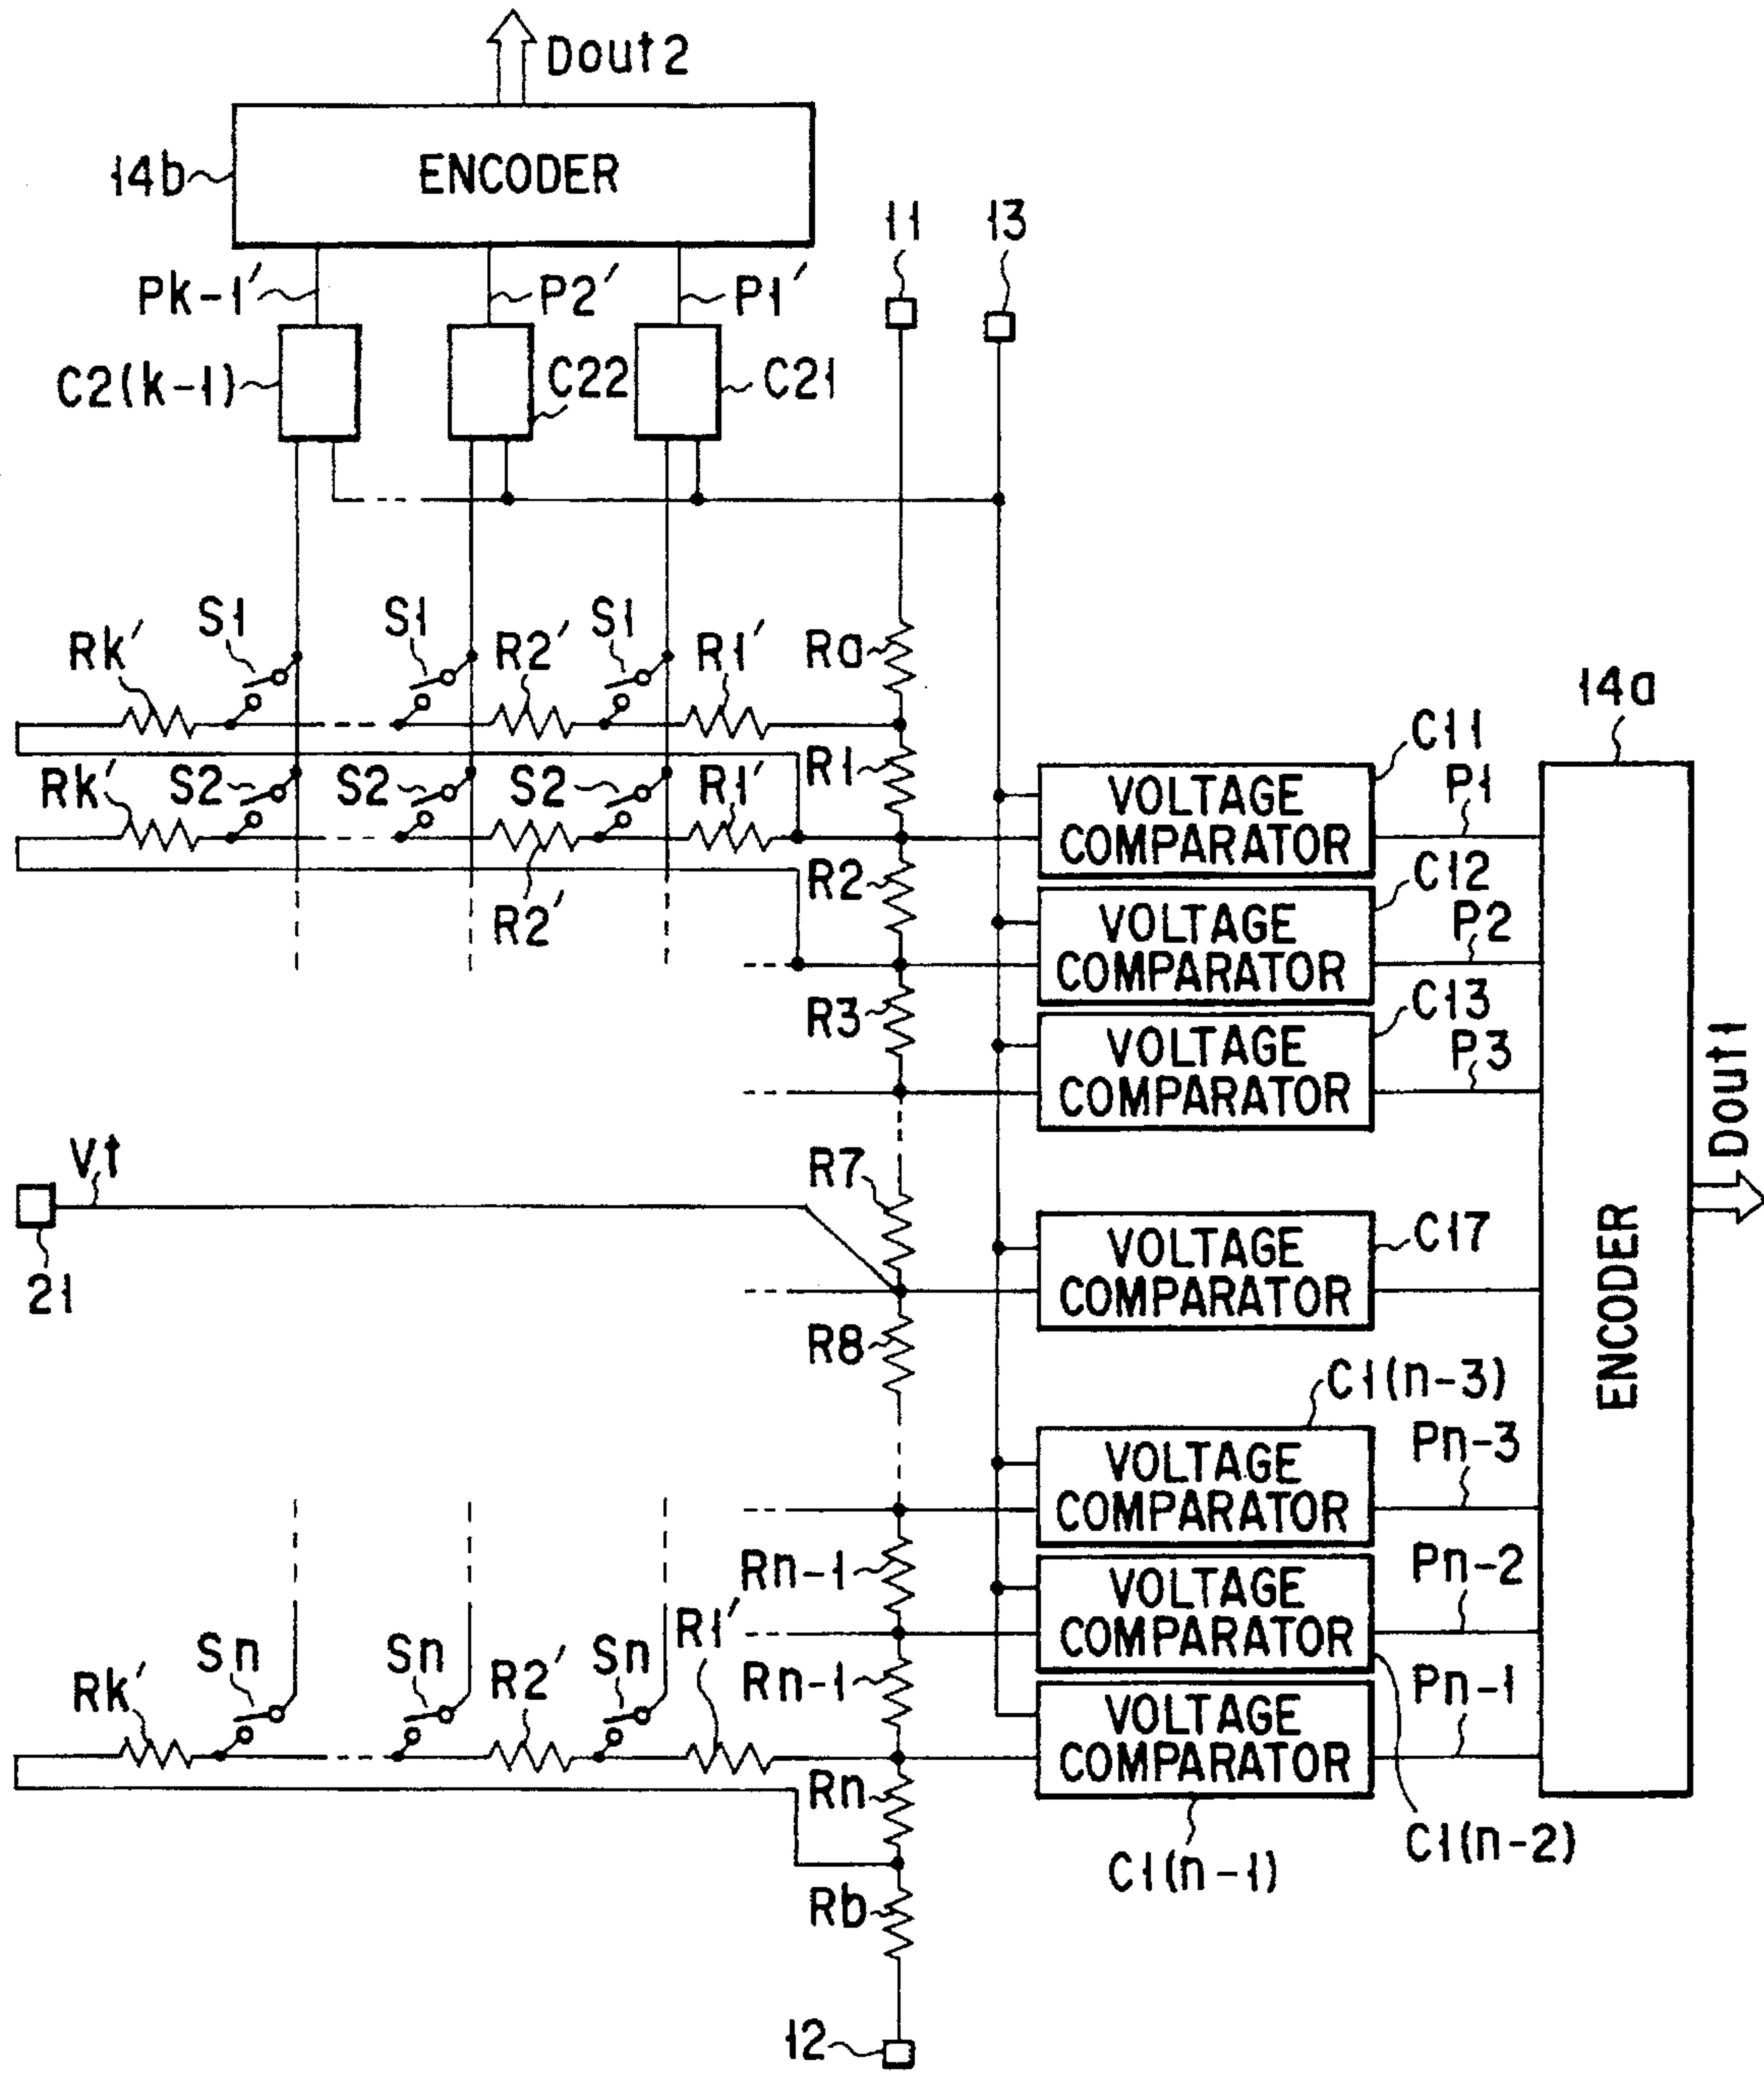 Dout2
14b
ENCODER
11
13
Pk-1′
P2′
P1′
C2(k-1)
C22
C21
Rk′
S1
S1
R2′
S1
R1′
Ra
14a
Rk′
S2
S2
S2
R1′
R1
VOLTAGE
COMPARATOR
C11
P1
R2′
R2
VOLTAGE
COMPARATOR
C12
P2
R3
VOLTAGE
COMPARATOR
C13
P3
Dout1
Vt
21
R7
VOLTAGE
COMPARATOR
C17
ENCODER
R8
C1(n-3)
VOLTAGE
COMPARATOR
Pn-3
Rn-1
VOLTAGE
COMPARATOR
Pn-2
Rk′
Sn
Sn
R2′
Sn
R1′
Rn-1
VOLTAGE
COMPARATOR
Pn-1
Rn
C1(n-2)
C1(n-1)
Rb
12